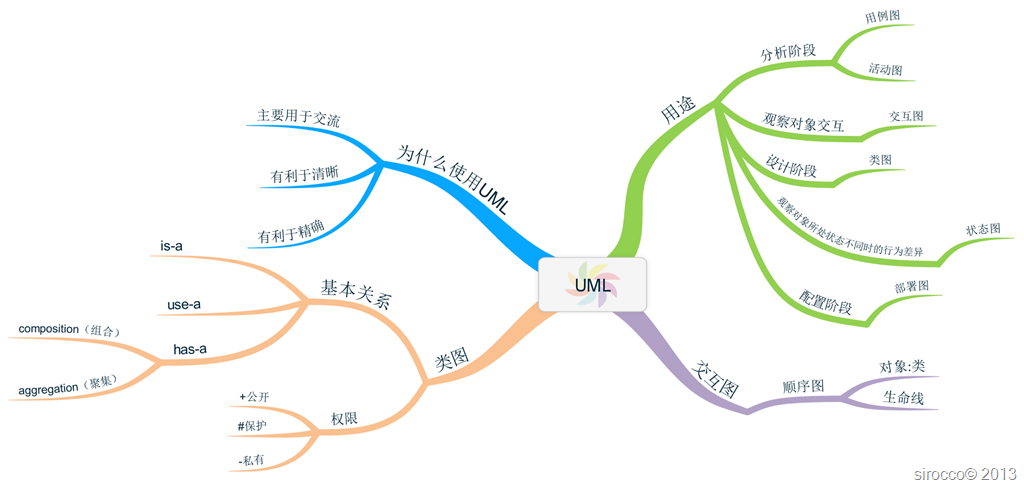 UML
为什么使用UML
主要用于交流
有利于清晰
有利于精确
用途
分析阶段
用例图
活动图
观察对象交互
交互图
设计阶段
类图
观察对象所处状态不同时的行为差异
状态图
配置阶段
部署图
类图
基本关系
is-a
use-a
has-a
composition（组合）
aggregation（聚集）
权限
+公开
#保护
-私有
交互图
顺序图
对象:类
生命线
sirocco© 2013